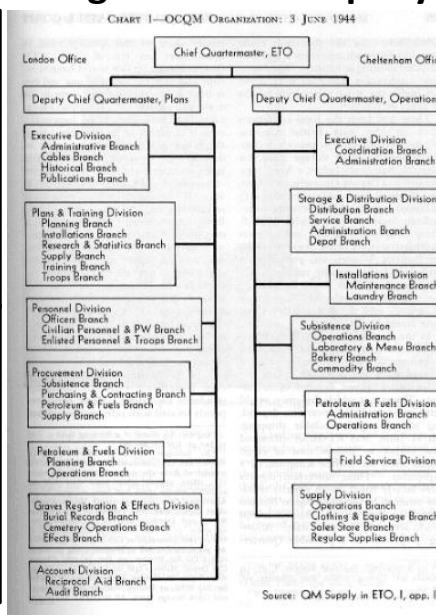 CHART 1—OCQM ORGANIZATION: 3 JUNE 1944
London Office
Chief Quartermaster, ETO
Cheltenham Offic
Deputy Chief Quartermaster, Plans
Executive Division
Administrative Branch
Cables Branch
Historical Branch
Publications Branch
Plans & Training Division
Planning Branch
Installations Branch
Research & Statistics Branch
Supply Branch
Training Branch
Troops Branch
Personnel Division
Officers Branch
Civilian Personnel & PW Branch
Enlisted Personnel & Troops Branch
Procurement Division
Subsistence Branch
Purchasing & Contracting Branch
Petroleum & Fuels Branch
Supply Branch
Petroleum & Fuels Division
Planning Branch
Operations Branch
Graves Registration & Effects Division
Burial Records Branch
Cemetery Operations Branch
Effects Branch
Accounts Division
Reciprocal Aid Branch
Audit Branch
Deputy Chief Quartermaster, Operation
Executive Division
Coordination Branch
Administration Branch
Storage & Distribution Division
Distribution Branch
Service Branch
Administration Branch
Depot Branch
Installations Division
Maintenance Branch
Laundry Branch
Subsistence Division
Operations Branch
Laboratory & Menu Branch
Bakery Branch
Commodity Branch
Petroleum & Fuels Division
Administration Branch
Operations Branch
Field Service Division
Supply Division
Operations Branch
Clothing & Equipage Branch
Sales Store Branch
Regular Supplies Branch
Source: QM Supply in ETO, I, app.